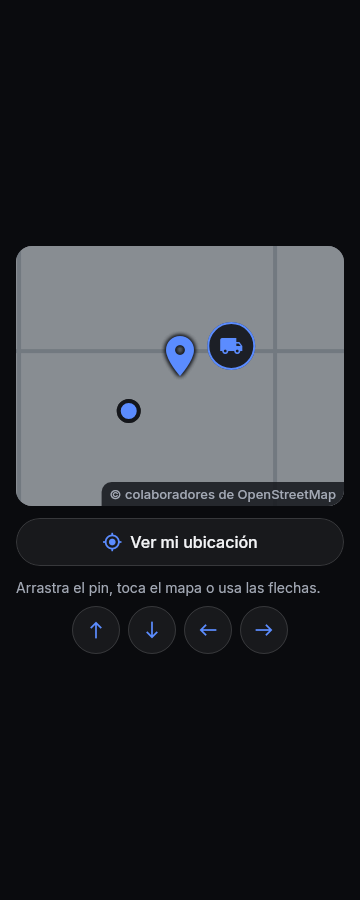 © colaboradores de OpenStreetMap
Ver mi ubicación
Arrastra el pin, toca el mapa o usa las flechas.